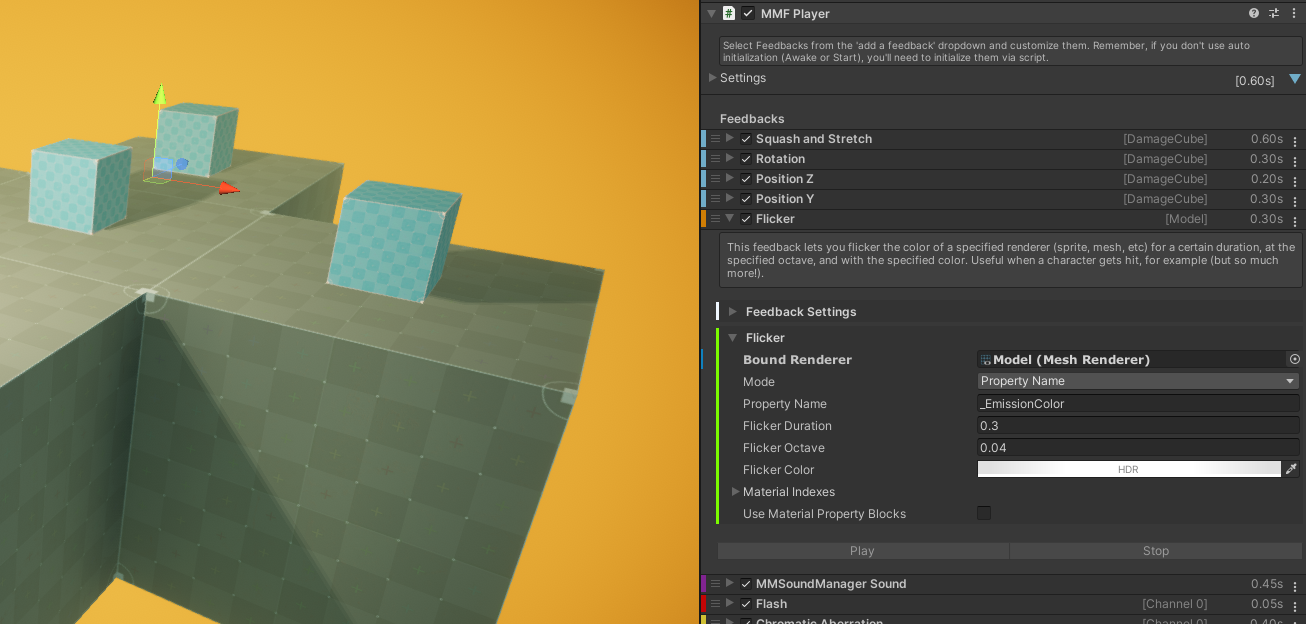 MMF Player
Select Feedbacks from the 'add a feedback' dropdown and customize them. Remember, if you don't use auto
initialization (Awake or Start), you'll need to initialize them via script.
Settings [0.60s]
Feedbacks
Squash and Stretch [DamageCube] 0.60s
Rotation [DamageCube] 0.30s
Position Z [DamageCube] 0.20s
Position Y [DamageCube] 0.30s
Flicker [Model] 0.30s
This feedback lets you flicker the color of a specified renderer (sprite, mesh, etc) for a certain duration, at the
specified octave, and with the specified color. Useful when a character gets hit, for example (but so much
more!).
Feedback Settings
Flicker
Bound Renderer Model (Mesh Renderer)
Mode Property Name
Property Name _EmissionColor
Flicker Duration 0.3
Flicker Octave 0.04
Flicker Color HDR
Material Indexes
Use Material Property Blocks
Play Stop
MMSoundManager Sound 0.45s
Flash [Channel 0] 0.05s
Chromatic Aberration [Channel 0] 0.40s